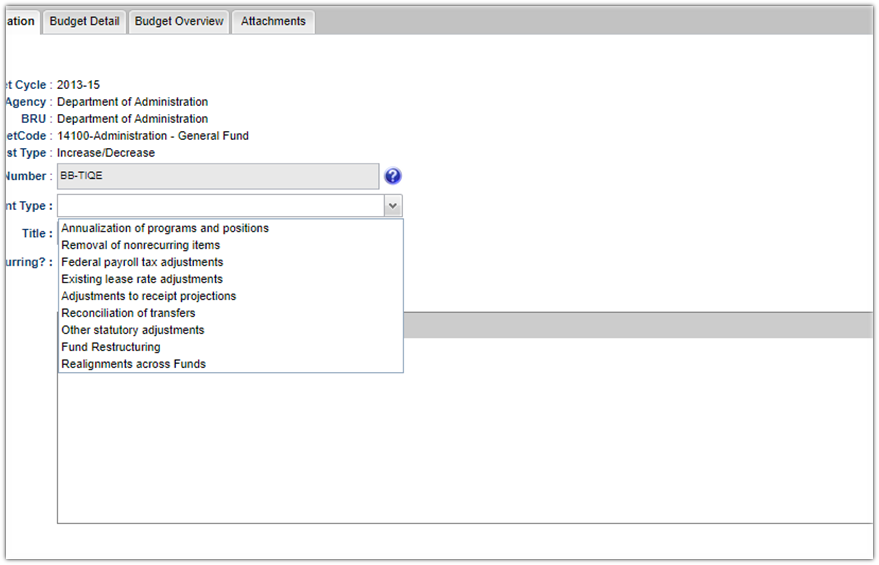 ation Budget Detail Budget Overview Attachments
et Cycle : 2013-15
Agency : Department of Administration
BRU : Department of Administration
etCode : 14100-Administration - General Fund
st Type : Increase/Decrease
Number : BB-TIQE ?
nt Type :
Title :
urring? :
Annualization of programs and positions
Removal of nonrecurring items
Federal payroll tax adjustments
Existing lease rate adjustments
Adjustments to receipt projections
Reconciliation of transfers
Other statutory adjustments
Fund Restructuring
Realignments across Funds